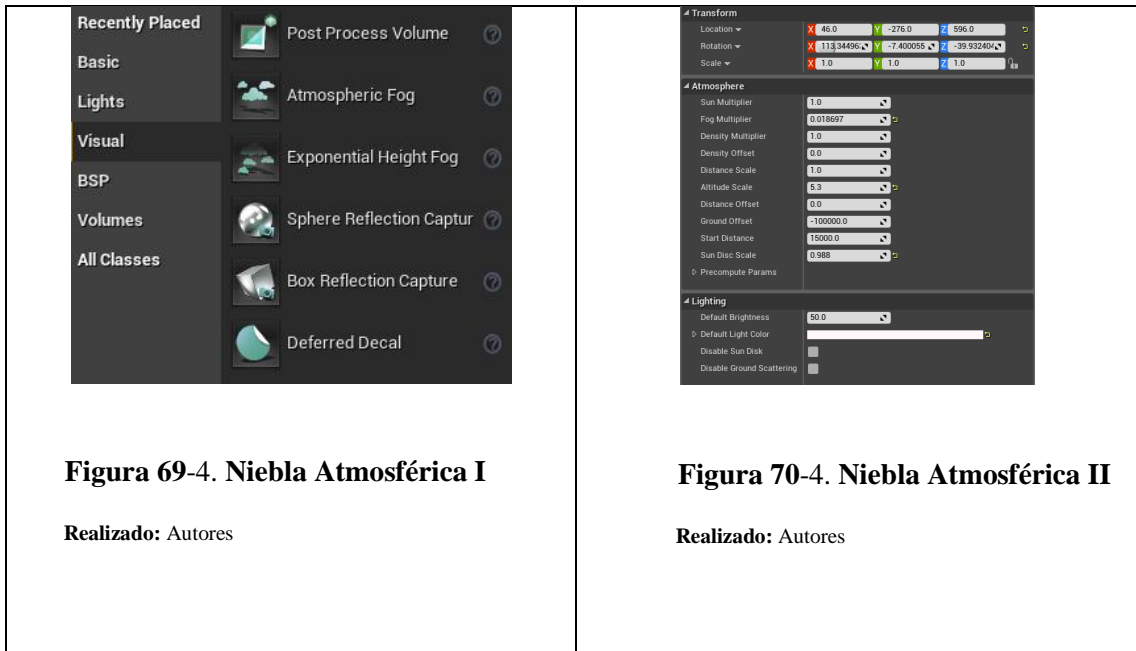 Recently Placed
Basic
Lights
Visual
BSP
Volumes
All Classes
Post Process Volume
Atmospheric Fog
Exponential Height Fog
Sphere Reflection Captur
Box Reflection Capture
Deferred Decal
Figura 69-4. Niebla Atmosférica I
Realizado: Autores
Transform
Location X 46.0 Y -276.0 Z 596.0
Rotation X 113.34496 Y -7.400055 Z -39.932404
Scale X 1.0 Y 1.0 Z 1.0
Atmosphere
Sun Multiplier 1.0
Fog Multiplier 0.018697
Density Multiplier 1.0
Density Offset 0.0
Distance Scale 1.0
Altitude Scale 5.3
Distance Offset 0.0
Ground Offset -100000.0
Start Distance 15000.0
Sun Disc Scale 0.988
Precompute Params
Lighting
Default Brightness 50.0
Default Light Color
Disable Sun Disk
Disable Ground Scattering
Figura 70-4. Niebla Atmosférica II
Realizado: Autores